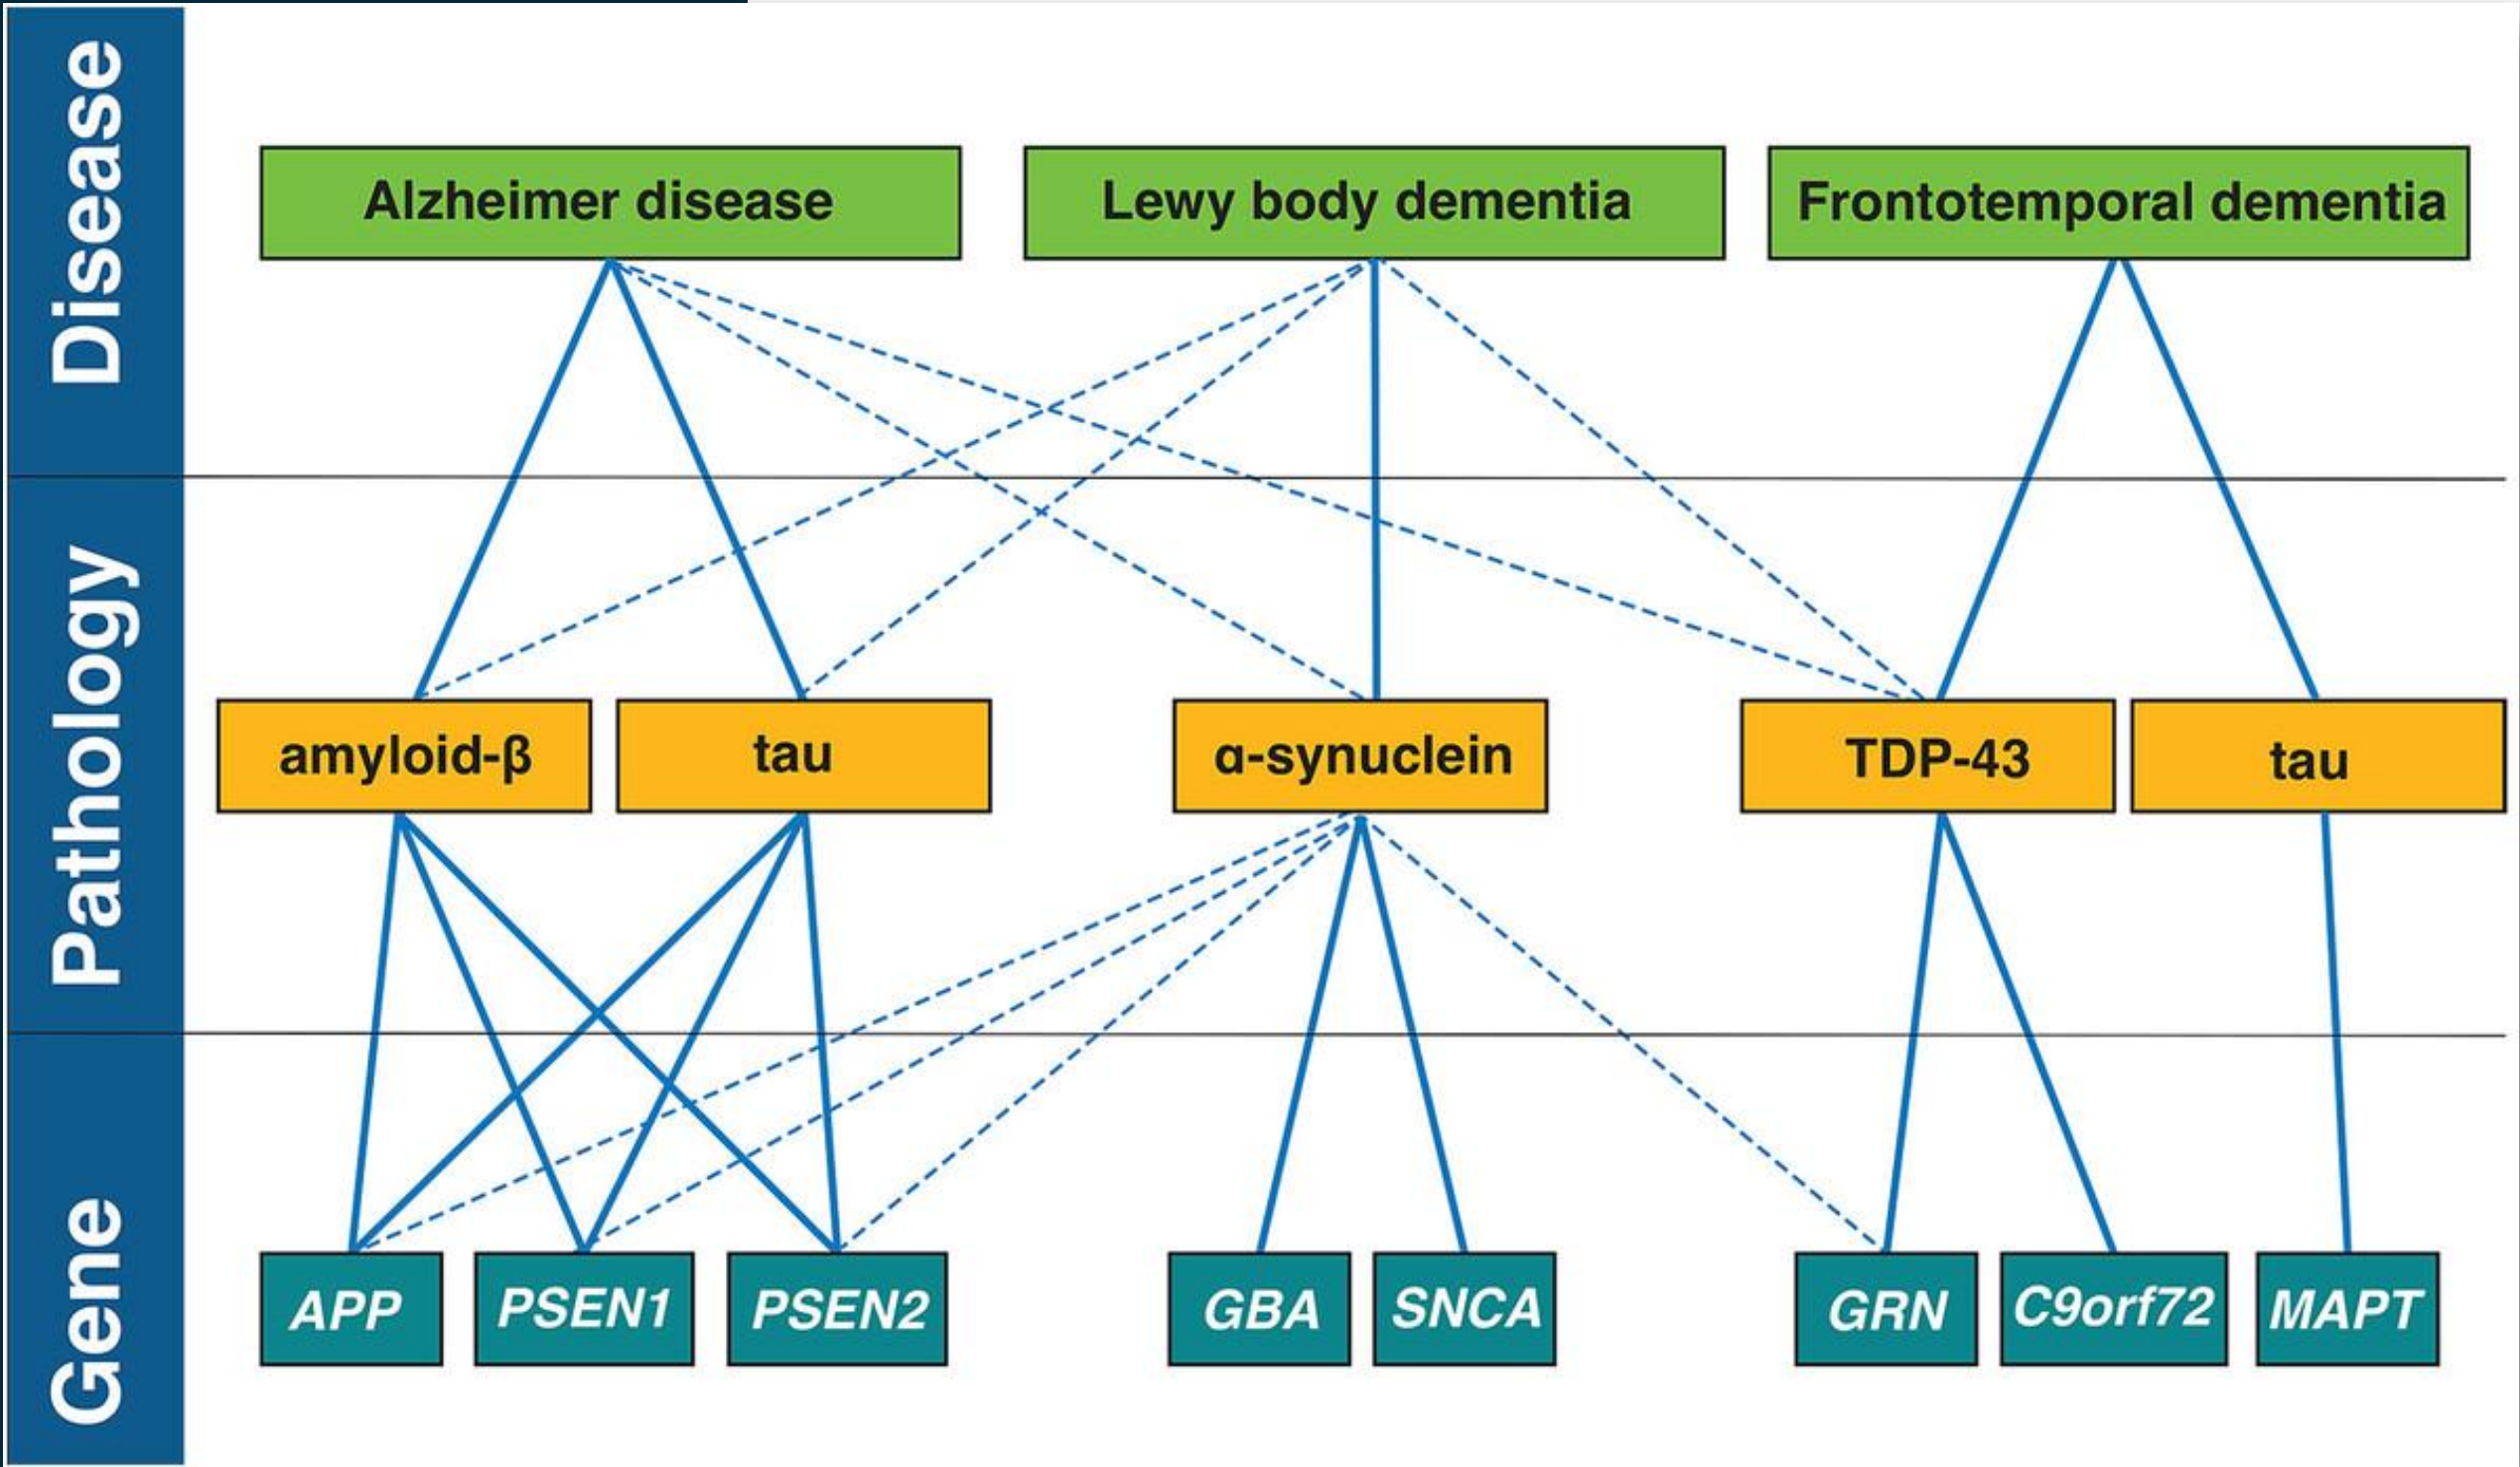 Disease
Alzheimer disease
Lewy body dementia
Frontotemporal dementia
Pathology
amyloid-β
tau
α-synuclein
TDP-43
tau
Gene
APP
PSEN1
PSEN2
GBA
SNCA
GRN
C9orf72
MAPT